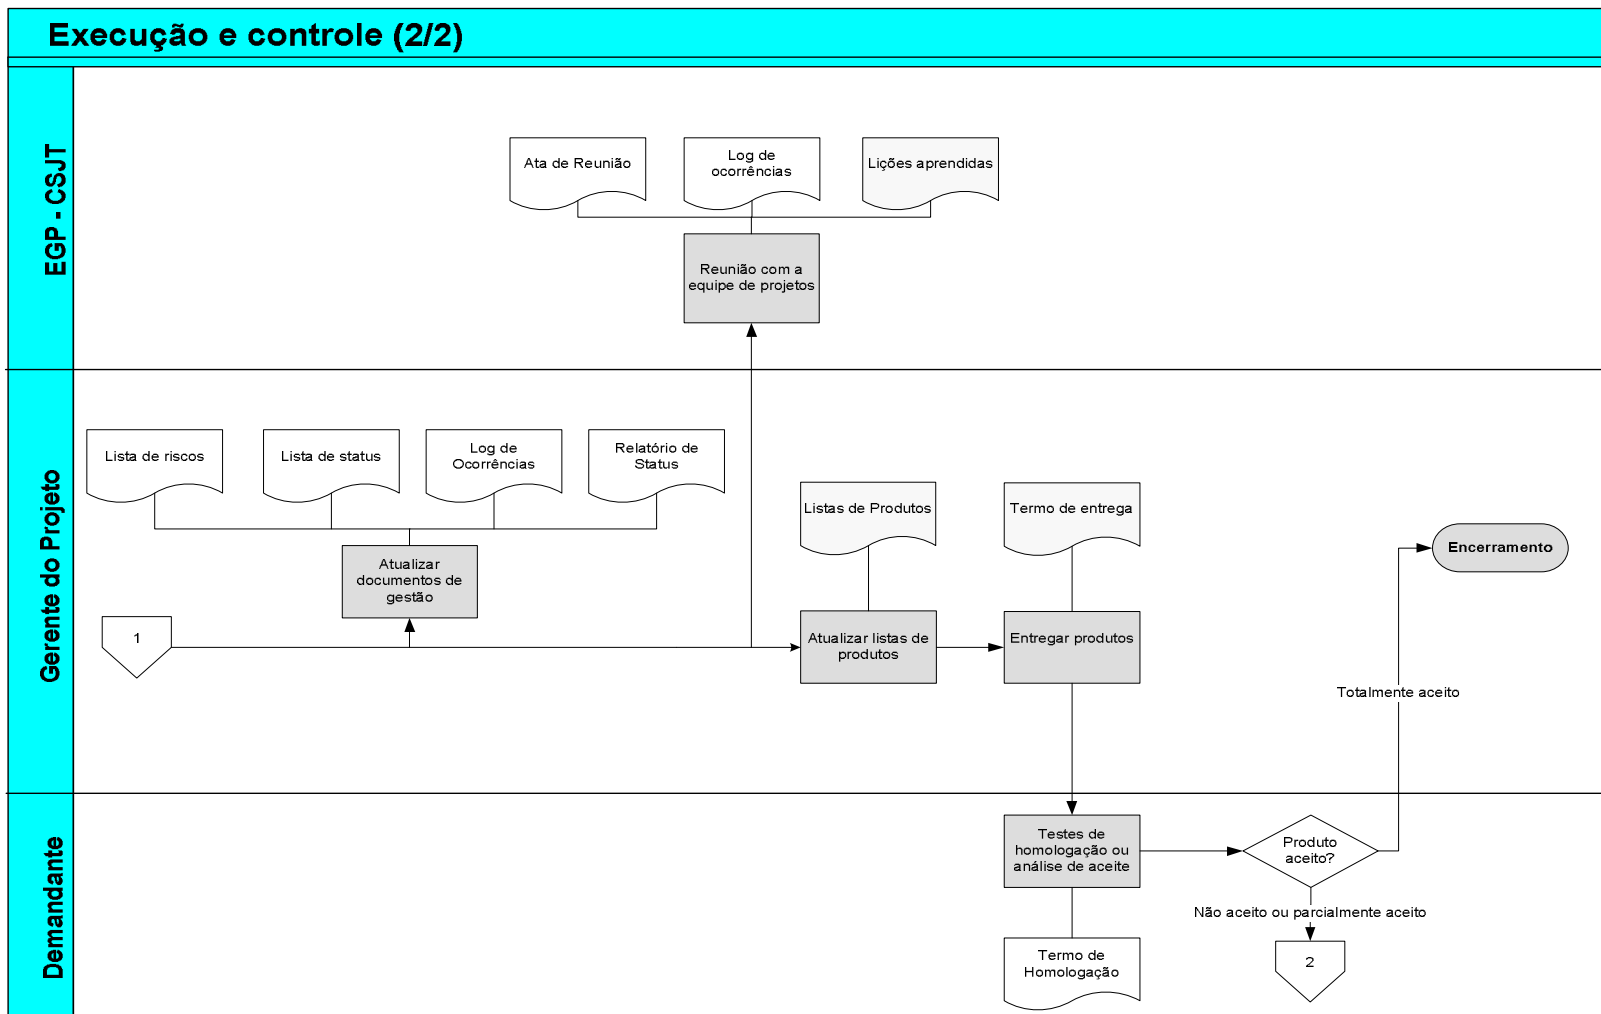 Execução e controle (2/2)
EGP - CSJT
Ata de Reunião
Log de
ocorrências
Lições aprendidas
Reunião com a
equipe de projetos
Gerente do Projeto
Lista de riscos
Lista de status
Log de
Ocorrências
Relatório de
Status
Listas de Produtos
Termo de entrega
Encerramento
Atualizar
documentos de
gestão
1
Atualizar listas de
produtos
Entregar produtos
Totalmente aceito
Demandante
Testes de
homologação ou
análise de aceite
Produto
aceito?
Não aceito ou parcialmente aceito
Termo de
Homologação
2